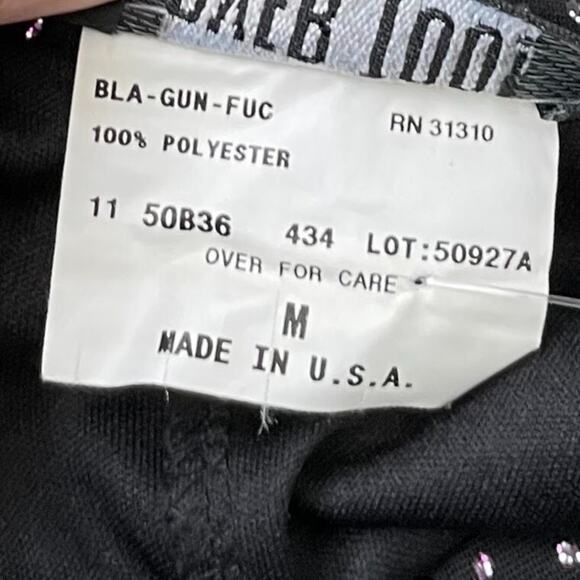 BLA-GUN-FUC
RN 31310
100% POLYESTER
11 50B36 434 LOT:50927A
OVER FOR CARE
M
MADE IN U.S.A.